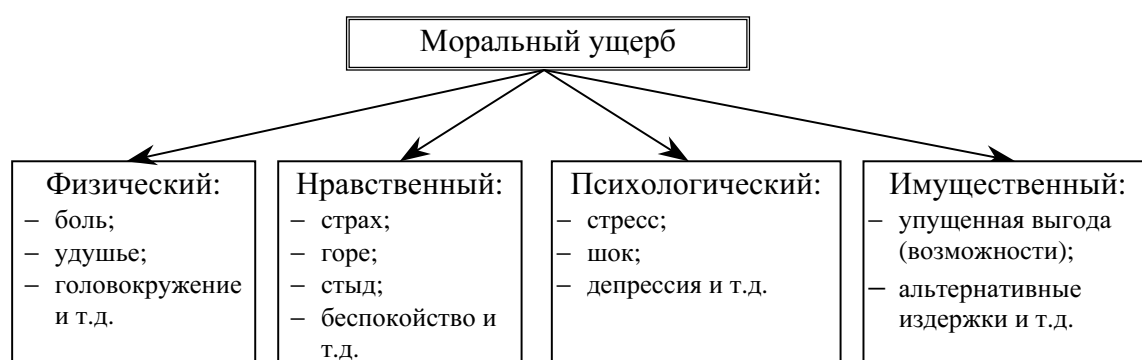 Моральный ущерб
Физический:
– боль;
– удушье;
– головокружение
и т.д.
Нравственный:
– страх;
– горе;
– стыд;
– беспокойство и
т.д.
Психологический:
– стресс;
– шок;
– депрессия и т.д.
Имущественный:
– упущенная выгода
(возможности);
– альтернативные
издержки и т.д.